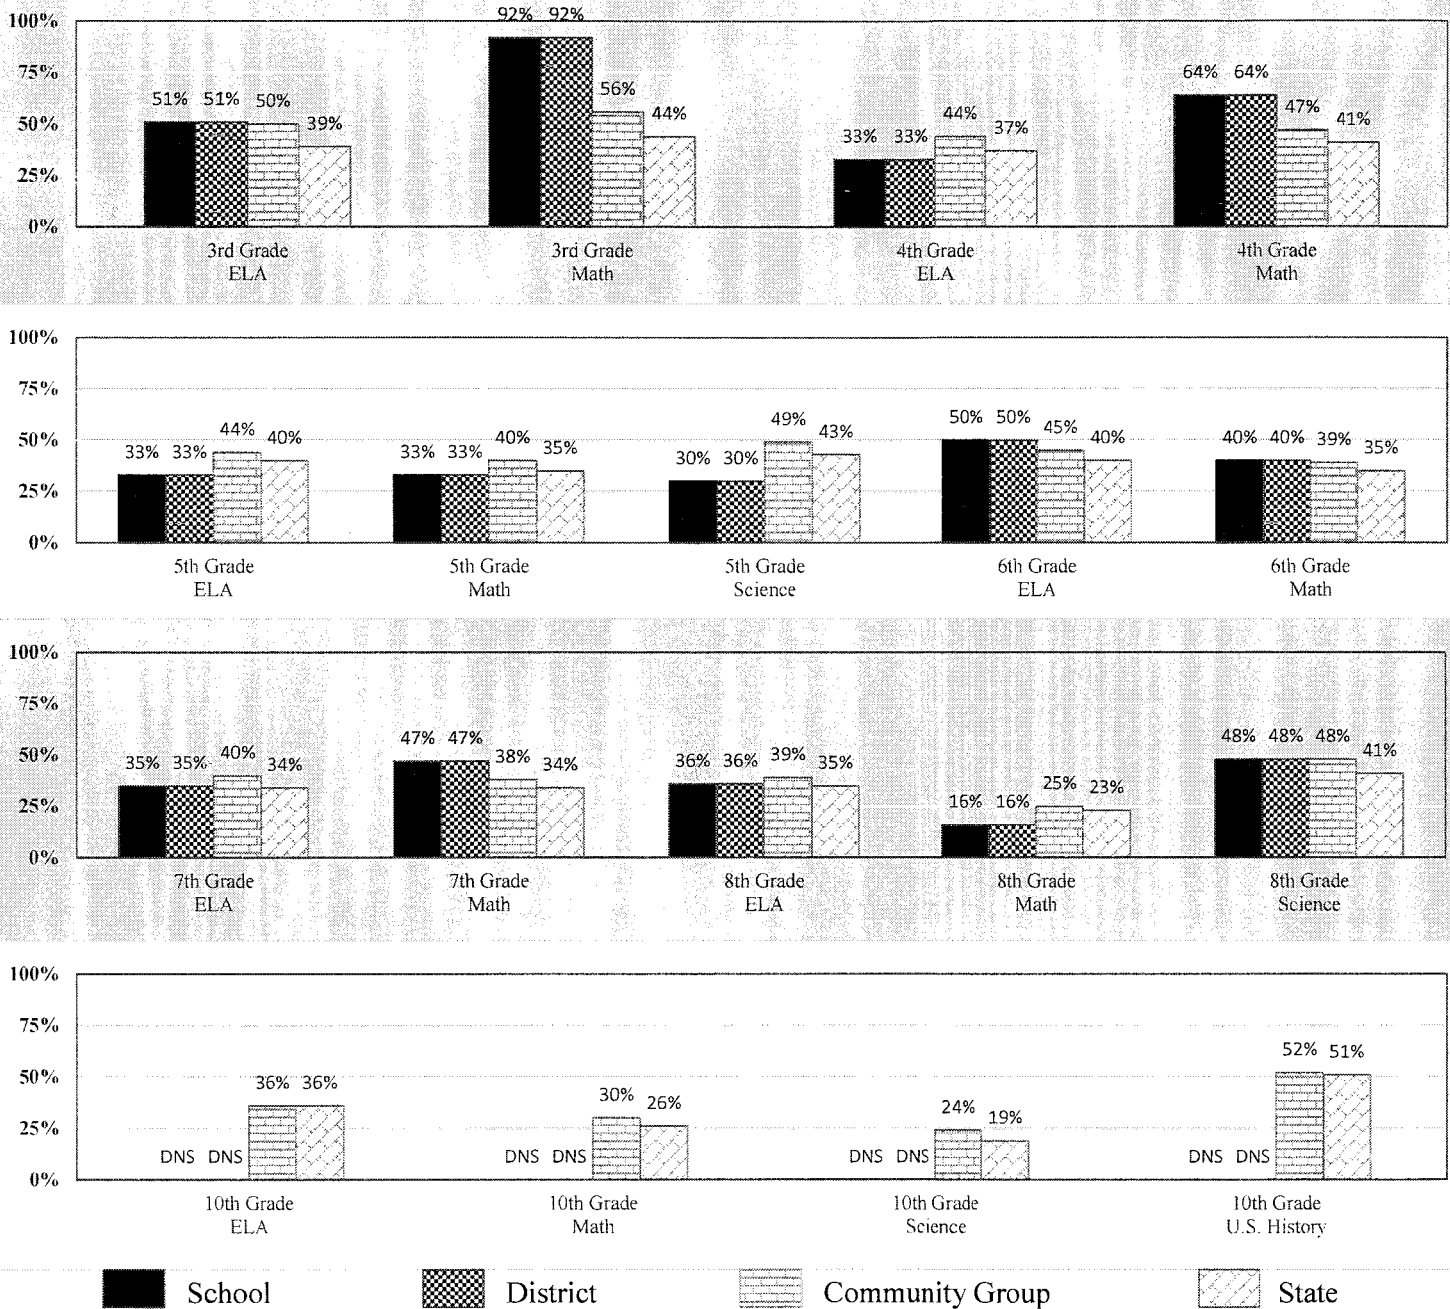 100%
92% 92%
75%
64% 64%
51% 51% 50%
56%
50%
39%
44%
44%
33% 33%
37%
47%
41%
25%
0%
3rd Grade
ELA
3rd Grade
Math
4th Grade
ELA
4th Grade
Math
100%
75%
50%
33% 33% 44% 40%
33% 33% 40% 35%
30% 30% 49% 43%
50% 50% 45% 40%
40% 40% 39% 35%
25%
0%
5th Grade
ELA
5th Grade
Math
5th Grade
Science
6th Grade
ELA
6th Grade
Math
100%
75%
50%
35% 35% 40% 34%
47% 47% 38% 34%
36% 36% 39% 35%
16% 16% 25% 23%
48% 48% 48% 41%
25%
0%
7th Grade
ELA
7th Grade
Math
8th Grade
ELA
8th Grade
Math
8th Grade
Science
100%
75%
50%
25%
0%
DNS DNS 36% 36%
DNS DNS 30% 26%
DNS DNS 24% 19%
DNS DNS 52% 51%
10th Grade
ELA
10th Grade
Math
10th Grade
Science
10th Grade
U.S. History
School District Community Group State